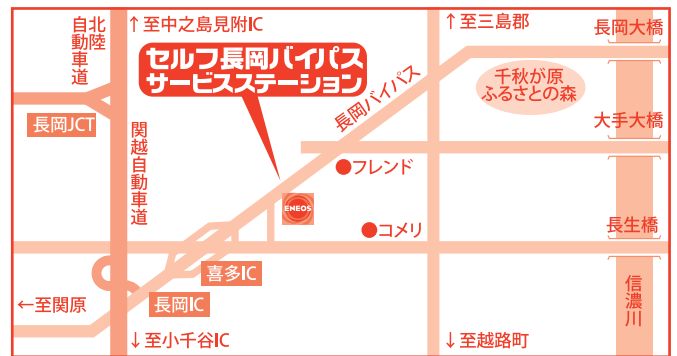 北陸
自動車道
↑至中之島見附IC
↑至三島郡
長岡大橋
セルフ長岡バイパス
サービスステーション
長岡バイパス
千秋が原
ふるさとの森
長岡JCT
大手大橋
関越自動車道
●フレンド
ENEOS
●コメリ
長生橋
喜多IC
長岡IC
信濃川
←至関原
↓至小千谷IC
↓至越路町